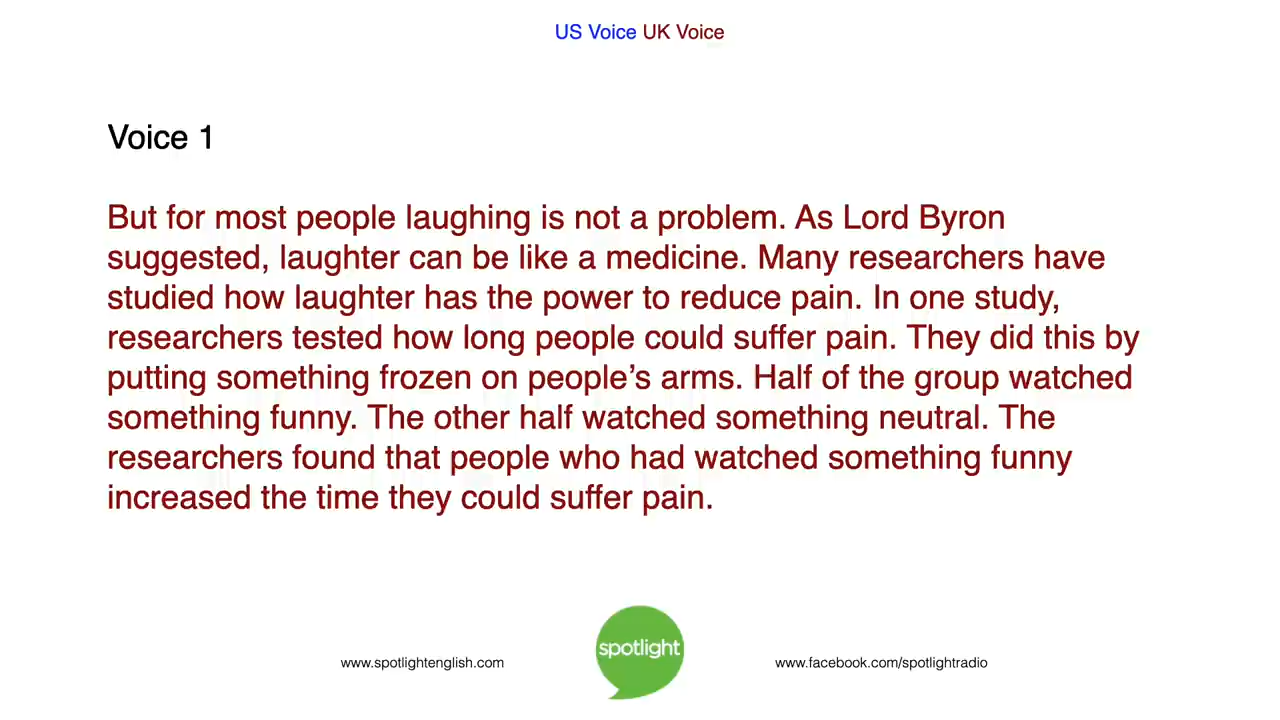 US Voice UK Voice
Voice 1
But for most people laughing is not a problem. As Lord Byron
suggested, laughter can be like a medicine. Many researchers have
studied how laughter has the power to reduce pain. In one study,
researchers tested how long people could suffer pain. They did this by
putting something frozen on people’s arms. Half of the group watched
something funny. The other half watched something neutral. The
researchers found that people who had watched something funny
increased the time they could suffer pain.
spotlight
www.spotlightenglish.com
www.facebook.com/spotlightradio